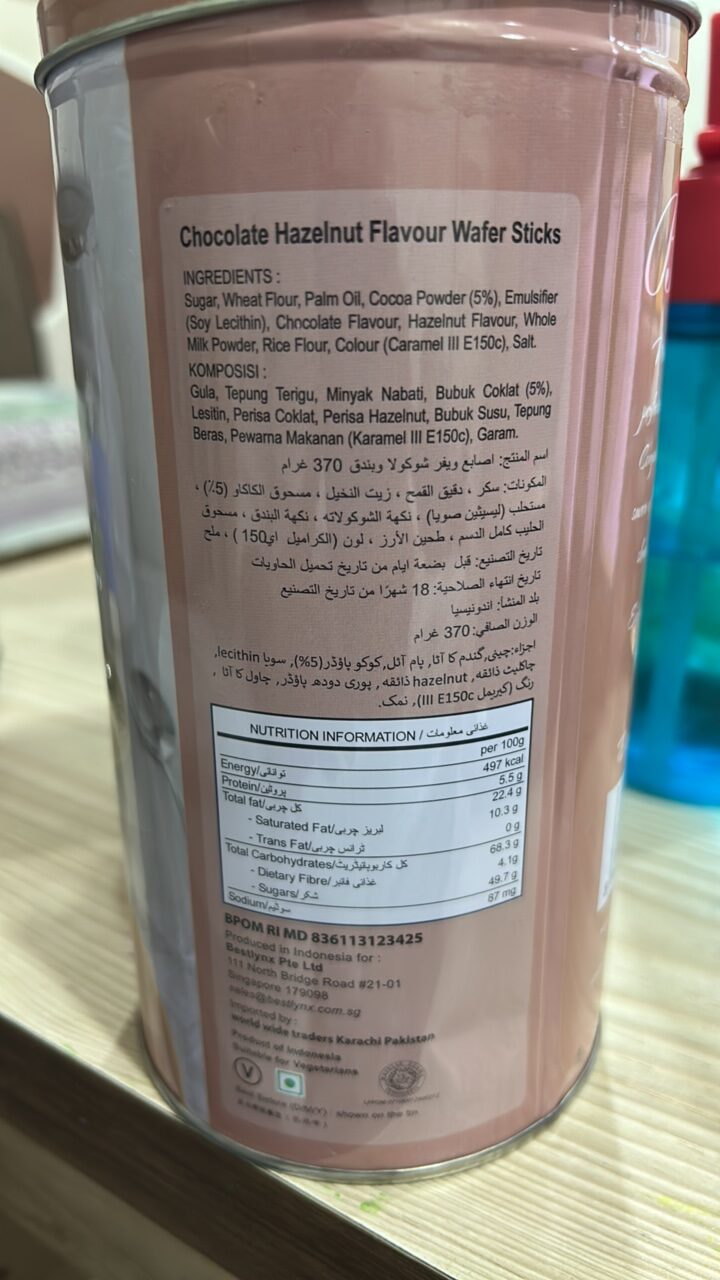 Chocolate Hazelnut Flavour Wafer Sticks
INGREDIENTS :
Sugar, Wheat Flour, Palm Oil, Cocoa Powder (5%), Emulsifier
(Soy Lecithin), Chocolate Flavour, Hazelnut Flavour, Whole
Milk Powder, Rice Flour, Colour (Caramel III E150c), Salt.
KOMPOSISI :
Gula, Tepung Terigu, Minyak Nabati, Bubuk Coklat (5%),
Lesitin, Perisa Coklat, Perisa Hazelnut, Bubuk Susu, Tepung
Beras, Pewarna Makanan (Karamel III E150c), Garam.
اسم المنتج: اصابع ويفر شوكولا وبندق 370 غرام
المكونات: سكر ، دقيق القمح ، زيت النخيل ، مسحوق الكاكاو (5٪) ،
مستحلب (ليسيثين صويا) ، نكهة الشوكولاته ، نكهة البندق ، مسحوق
الحليب كامل الدسم ، طحين الأرز ، لون (الكراميل اي150 ) ، ملح
تاريخ التصنيع: قبل بضعة ايام من تاريخ تحميل الحاويات
تاريخ انتهاء الصلاحية: 18 شهرًا من تاريخ التصنيع
بلد المنشأ: اندونيسيا
الوزن الصافي: 370 غرام
اجزاء:چینی,گندم کا آٹا, پام آئل,کوکو پاؤڈر(5%), سویا lecithin,
چاکلیٹ ذائقہ, hazelnut ذائقہ, پوری دودھ پاؤڈر, چاول کا آٹا ,
رنگ (کیریمل III E150c), نمک.
NUTRITION INFORMATION / غذائی معلومات
per 100g
Energy/توانائی 497 kcal
Protein/پروٹین 5.5 g
Total fat/کل چربی 22.4 g
- Saturated Fat/لبریز چربی 10.3 g
- Trans Fat/ٹرانس چربی 0 g
Total Carbohydrates/کل کاربوہائیڈریٹ 68.3 g
- Dietary Fibre/ غذائی فائبر 4.1g
- Sugars/شکر 49.7 g
Sodium/سوڈیم 87 mg
BPOM RI MD 836113123425
Produced in Indonesia for :
Bestlynx Pte Ltd
111 North Bridge Road #21-01
Singapore 179098
sales@bestlynx.com.sg
Imported by :
world wide traders Karachi Pakistan
Product of Indonesia
Suitable for Vegetarians
V
Best Before (D/M/Y) : shown on the tin